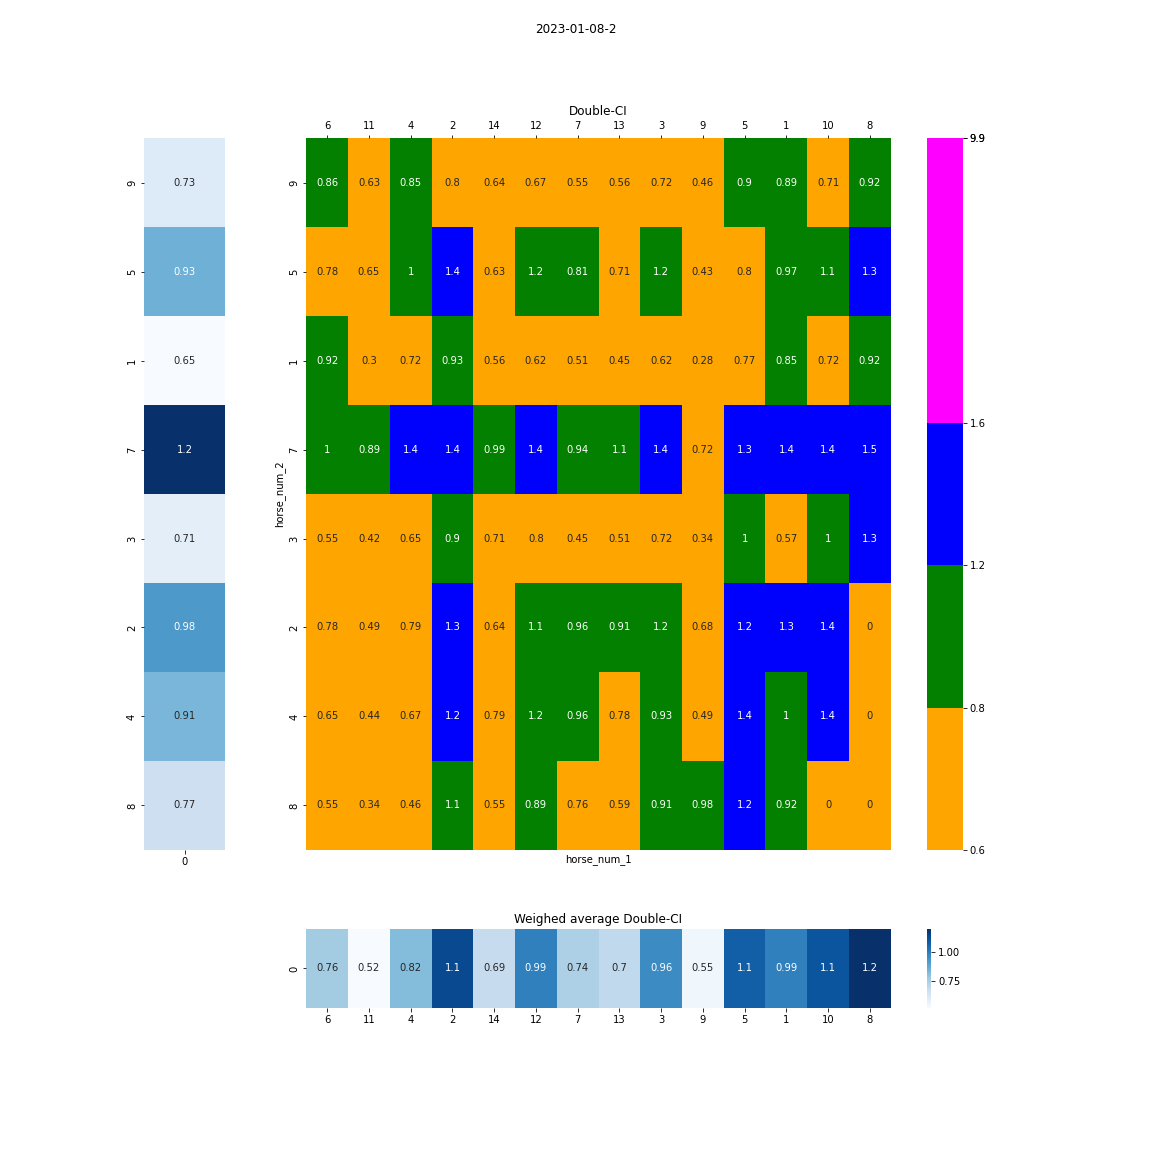 2023-01-08-2
Double-CI
6 11 4 2 14 12 7 13 3 9 5 1 10 8
9.9
9 0.73 9 0.86 0.63 0.85 0.8 0.64 0.67 0.55 0.56 0.72 0.46 0.9 0.89 0.71 0.92
5 0.93 5 0.78 0.65 1 1.4 0.63 1.2 0.81 0.71 1.2 0.43 0.8 0.97 1.1 1.3
1 0.65 1 0.92 0.3 0.72 0.93 0.56 0.62 0.51 0.45 0.62 0.28 0.77 0.85 0.72 0.92
1.6
7 1.2 7 1 0.89 1.4 1.4 0.99 1.4 0.94 1.1 1.4 0.72 1.3 1.4 1.4 1.5
horse_num_2
3 0.71 3 0.55 0.42 0.65 0.9 0.71 0.8 0.45 0.51 0.72 0.34 1 0.57 1 1.3
1.2
2 0.98 2 0.78 0.49 0.79 1.3 0.64 1.1 0.96 0.91 1.2 0.68 1.2 1.3 1.4 0
0.8
4 0.91 4 0.65 0.44 0.67 1.2 0.79 1.2 0.96 0.78 0.93 0.49 1.4 1 1.4 0
8 0.77 8 0.55 0.34 0.46 1.1 0.55 0.89 0.76 0.59 0.91 0.98 1.2 0.92 0 0
0.6
0
horse_num_1
Weighed average Double-CI
1.00
0 0.76 0.52 0.82 1.1 0.69 0.99 0.74 0.7 0.96 0.55 1.1 0.99 1.1 1.2
0.75
6 11 4 2 14 12 7 13 3 9 5 1 10 8